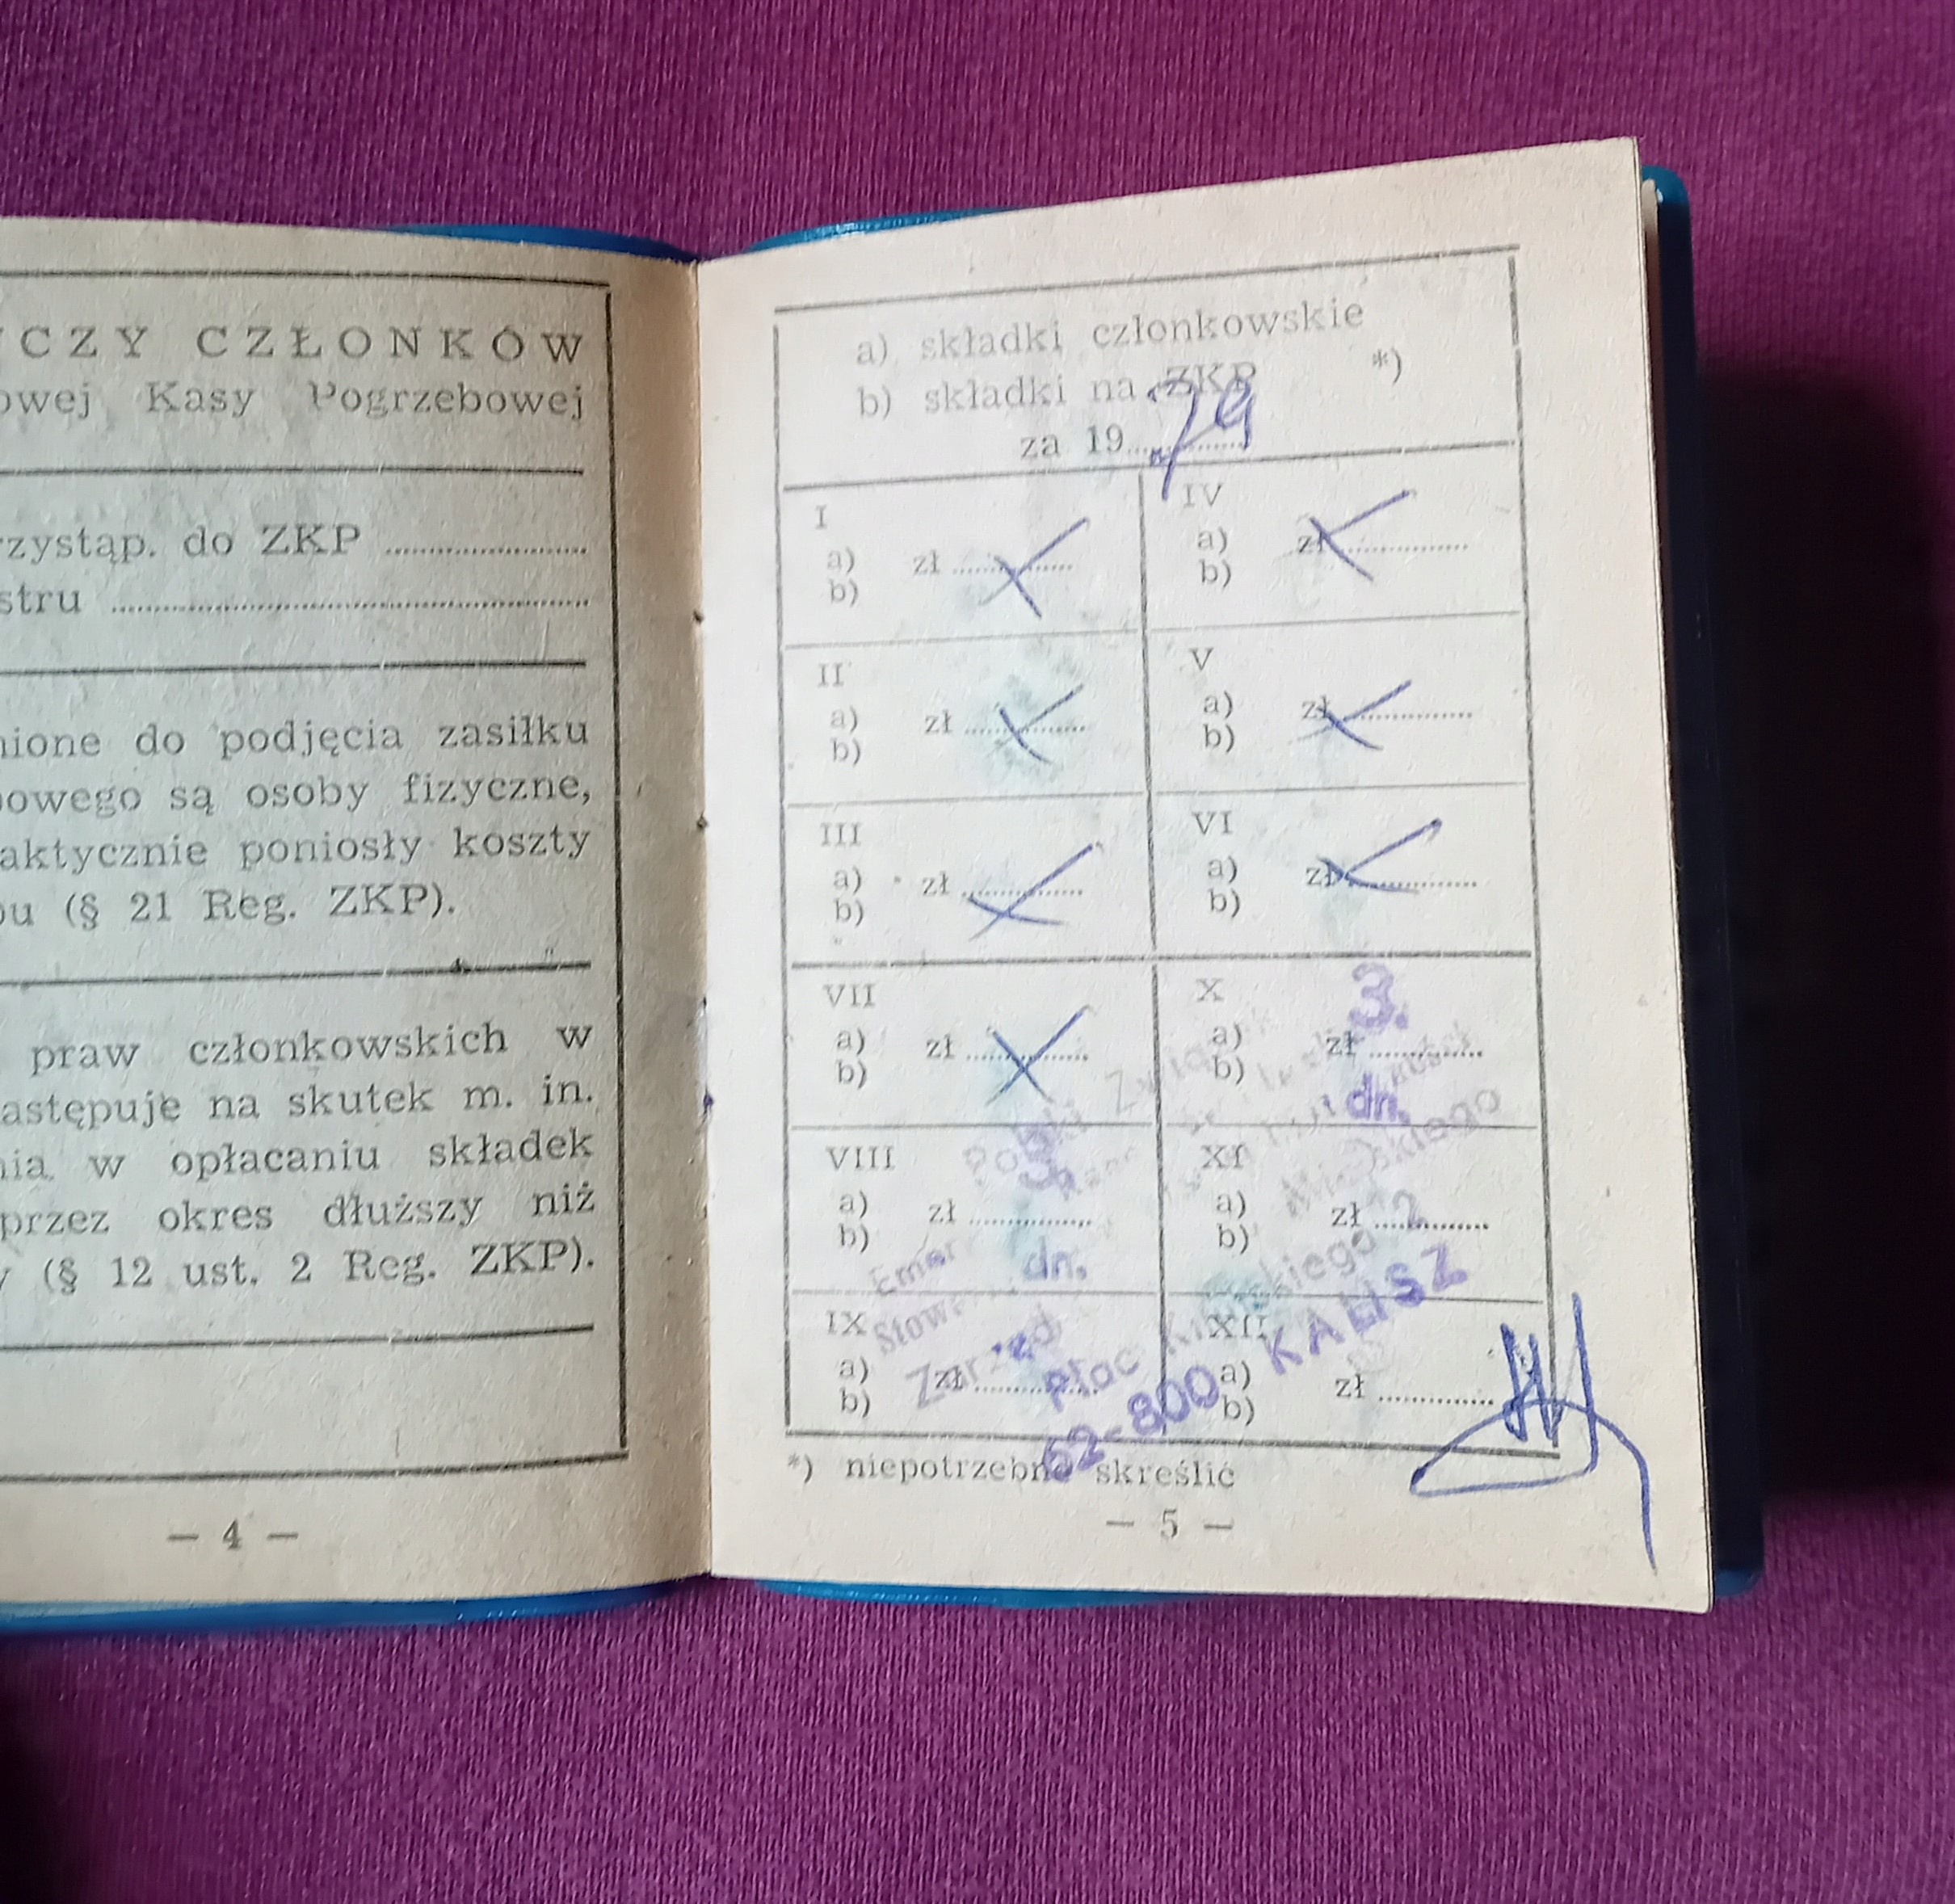 CZY CZŁONKÓW
owej Kasy Pogrzebowej
rzystąp. do ZKP
stru
nione do podjęcia zasiłku
owego są osoby fizyczne,
aktycznie poniosły koszty
bu (§ 21 Reg. ZKP).
praw członkowskich w
astępuje na skutek m. in.
nia w opłacaniu składek
przez okres dłuższy niż
(§ 12 ust. 2 Reg. ZKP).
— 4 —
a) składki członkowskie
b) składki na ZKP *)
za 19 79
I
a) zł
b)
II
a) zł
b)
III
a) zł
b)
IV
a) zł
b)
V
a) zł
b)
VI
a) zł
b)
VII
a) zł
b)
VIII
a) zł
b)
IX
a) zł
b)
X
a) zł
b)
XI
a) zł
b)
XII
a) zł
b)
3.
dn.
3.
dn.
Polski Związek
Zarząd
Plac Kilińskiego 2
62-800 KALISZ
*) niepotrzebne skreślić
— 5 —